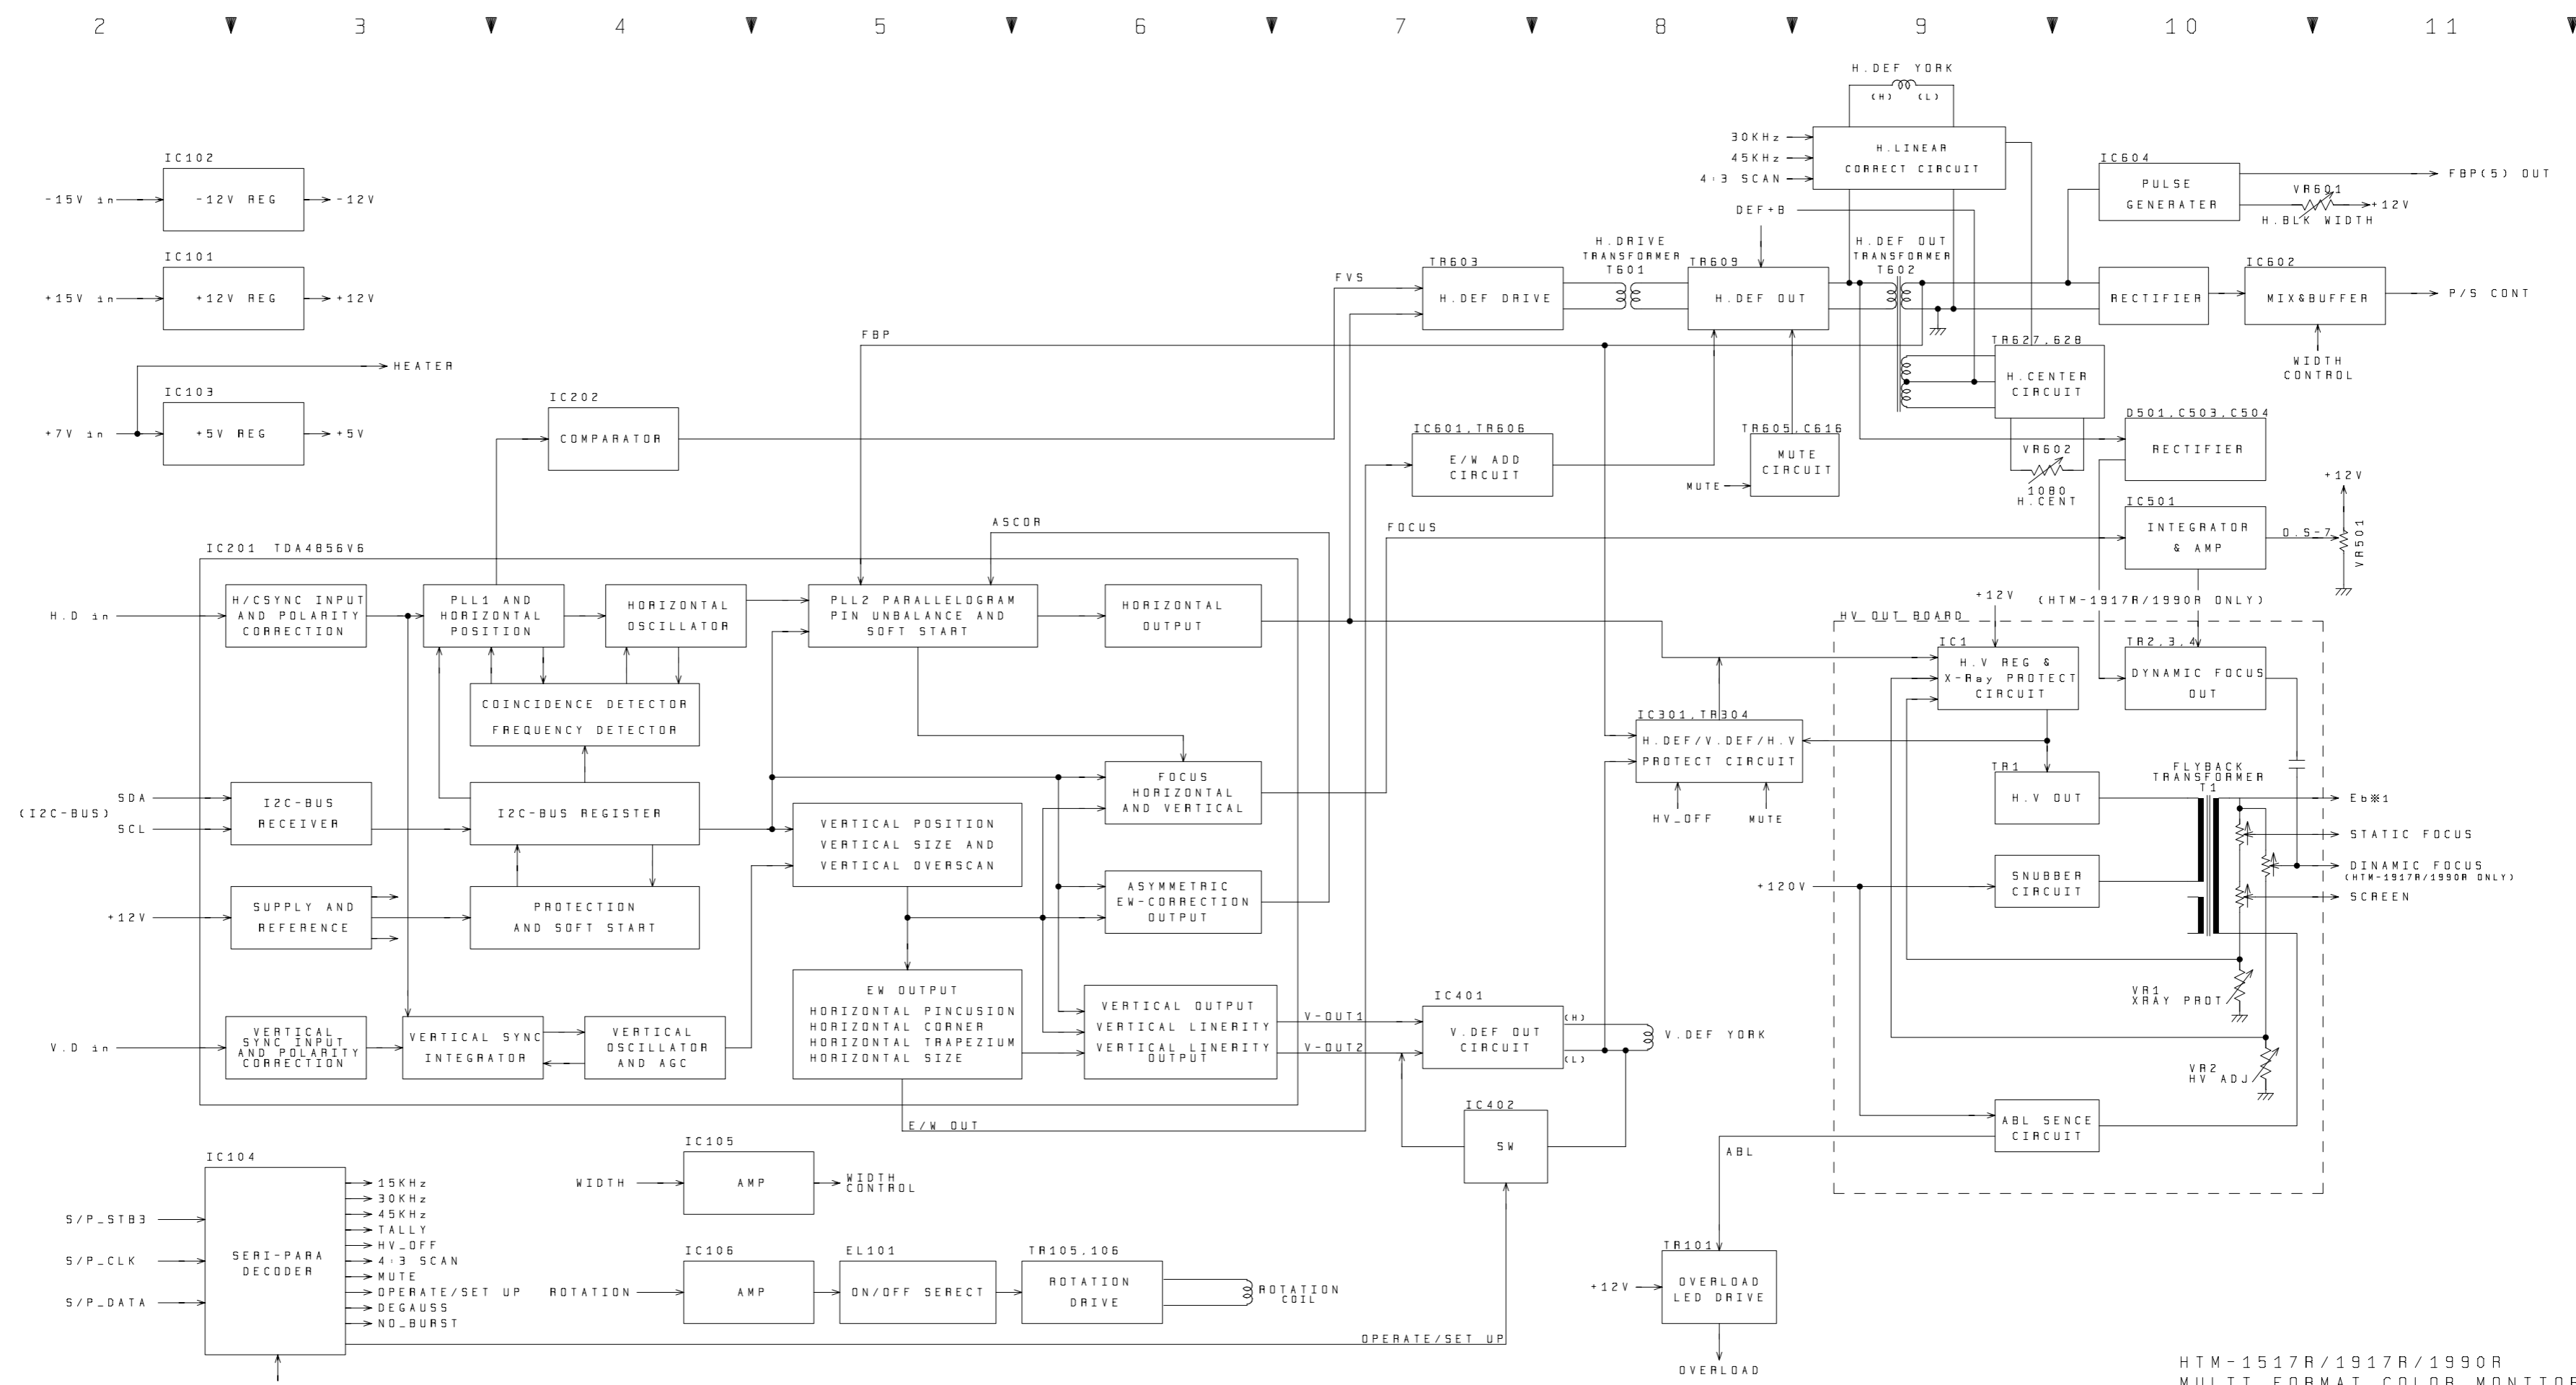 2 3 4 5 6 7 8 9 10 11
H.DEF YORK
(H) (L)
30KHz
45KHz
4:3 SCAN
H.LINEAR
CORRECT CIRCUIT
IC102
-15V in
-12V REG
-12V
IC604
PULSE
GENERATER
FBP(5) OUT
VR601
+12V
H.BLK WIDTH
DEF+B
IC101
+15V in
+12V REG
+12V
FVS
TR603
H.DEF DRIVE
H.DRIVE
TRANSFORMER
T601
TR609
H.DEF OUT
H.DEF OUT
TRANSFORMER
T602
RECTIFIER
IC602
MIX&BUFFER
P/S CONT
WIDTH
CONTROL
FBP
HEATER
IC103
+7V in
+5V REG
+5V
IC202
COMPARATOR
IC601,TR606
E/W ADD
CIRCUIT
TR605,C616
MUTE
CIRCUIT
MUTE
TR627,628
H.CENTER
CIRCUIT
VR602
1080
H.CENT
D501,C503,C504
RECTIFIER
+12V
IC501
INTEGRATOR
& AMP
D.S-7
VR501
ASCOR
FOCUS
IC201 TDA4856V6
H.D in
H/CSYNC INPUT
AND POLARITY
CORRECTION
PLL1 AND
HORIZONTAL
POSITION
HORIZONTAL
OSCILLATOR
PLL2 PARALLELOGRAM
PIN UNBALANCE AND
SOFT START
HORIZONTAL
OUTPUT
+12V
(HTM-1917R/1990R ONLY)
HV OUT BOARD
IC1
H.V REG &
X-Ray PROTECT
CIRCUIT
TR2,3,4
DYNAMIC FOCUS
OUT
COINCIDENCE DETECTOR
FREQUENCY DETECTOR
IC301,TR304
H.DEF/V.DEF/H.V
PROTECT CIRCUIT
HV_OFF
MUTE
TR1
H.V OUT
FLYBACK
TRANSFORMER
T1
Eb※1
STATIC FOCUS
DINAMIC FOCUS
(HTM-1917R/1990R ONLY)
SCREEN
SDA
(I2C-BUS)
SCL
I2C-BUS
RECEIVER
I2C-BUS REGISTER
VERTICAL POSITION
VERTICAL SIZE AND
VERTICAL OVERSCAN
FOCUS
HORIZONTAL
AND VERTICAL
+12V
SUPPLY AND
REFERENCE
PROTECTION
AND SOFT START
ASYMMETRIC
EW-CORRECTION
OUTPUT
+120V
SNUBBER
CIRCUIT
VR1
XRAY PROT
VR2
HV ADJ
V.D in
VERTICAL
SYNC INPUT
AND POLARITY
CORRECTION
VERTICAL SYNC
INTEGRATOR
VERTICAL
OSCILLATOR
AND AGC
EW OUTPUT
HORIZONTAL PINCUSION
HORIZONTAL CORNER
HORIZONTAL TRAPEZIUM
HORIZONTAL SIZE
VERTICAL OUTPUT
VERTICAL LINERITY
VERTICAL LINERITY
OUTPUT
V-OUT1
V-OUT2
IC401
V.DEF OUT
CIRCUIT
(H)
(L)
V.DEF YORK
E/W OUT
IC402
SW
ABL SENCE
CIRCUIT
ABL
IC104
S/P_STB3
S/P_CLK
S/P_DATA
SERI-PARA
DECODER
15KHz
30KHz
45KHz
TALLY
HV_OFF
4:3 SCAN
MUTE
OPERATE/SET UP
DEGAUSS
NO_BURST
IC105
WIDTH
AMP
WIDTH
CONTROL
IC106
ROTATION
AMP
EL101
ON/OFF SERECT
TR105,106
ROTATION
DRIVE
ROTATION
COIL
OPERATE/SET UP
TR101
+12V
OVERLOAD
LED DRIVE
OVERLOAD
HTM-1517R/1917R/1990R
MULTI FORMAT COLOR MONITOR